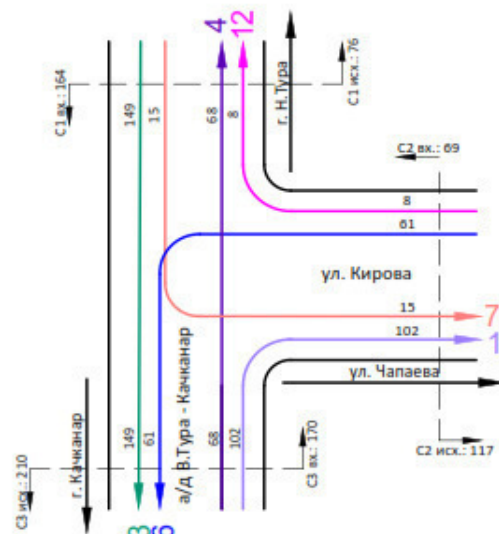 4
12
С1 вх.: 164
149
15
68
8
г. Н.Тура
С1 исх.: 76
С2 вх.: 69
8
61
ул. Кирова
15
7
102
1
ул. Чапаева
г. Качканар
149
61
а/д В.Тура - Качканар
68
102
С3 вх.: 170
С2 исх.: 117
С3 исх.: 210